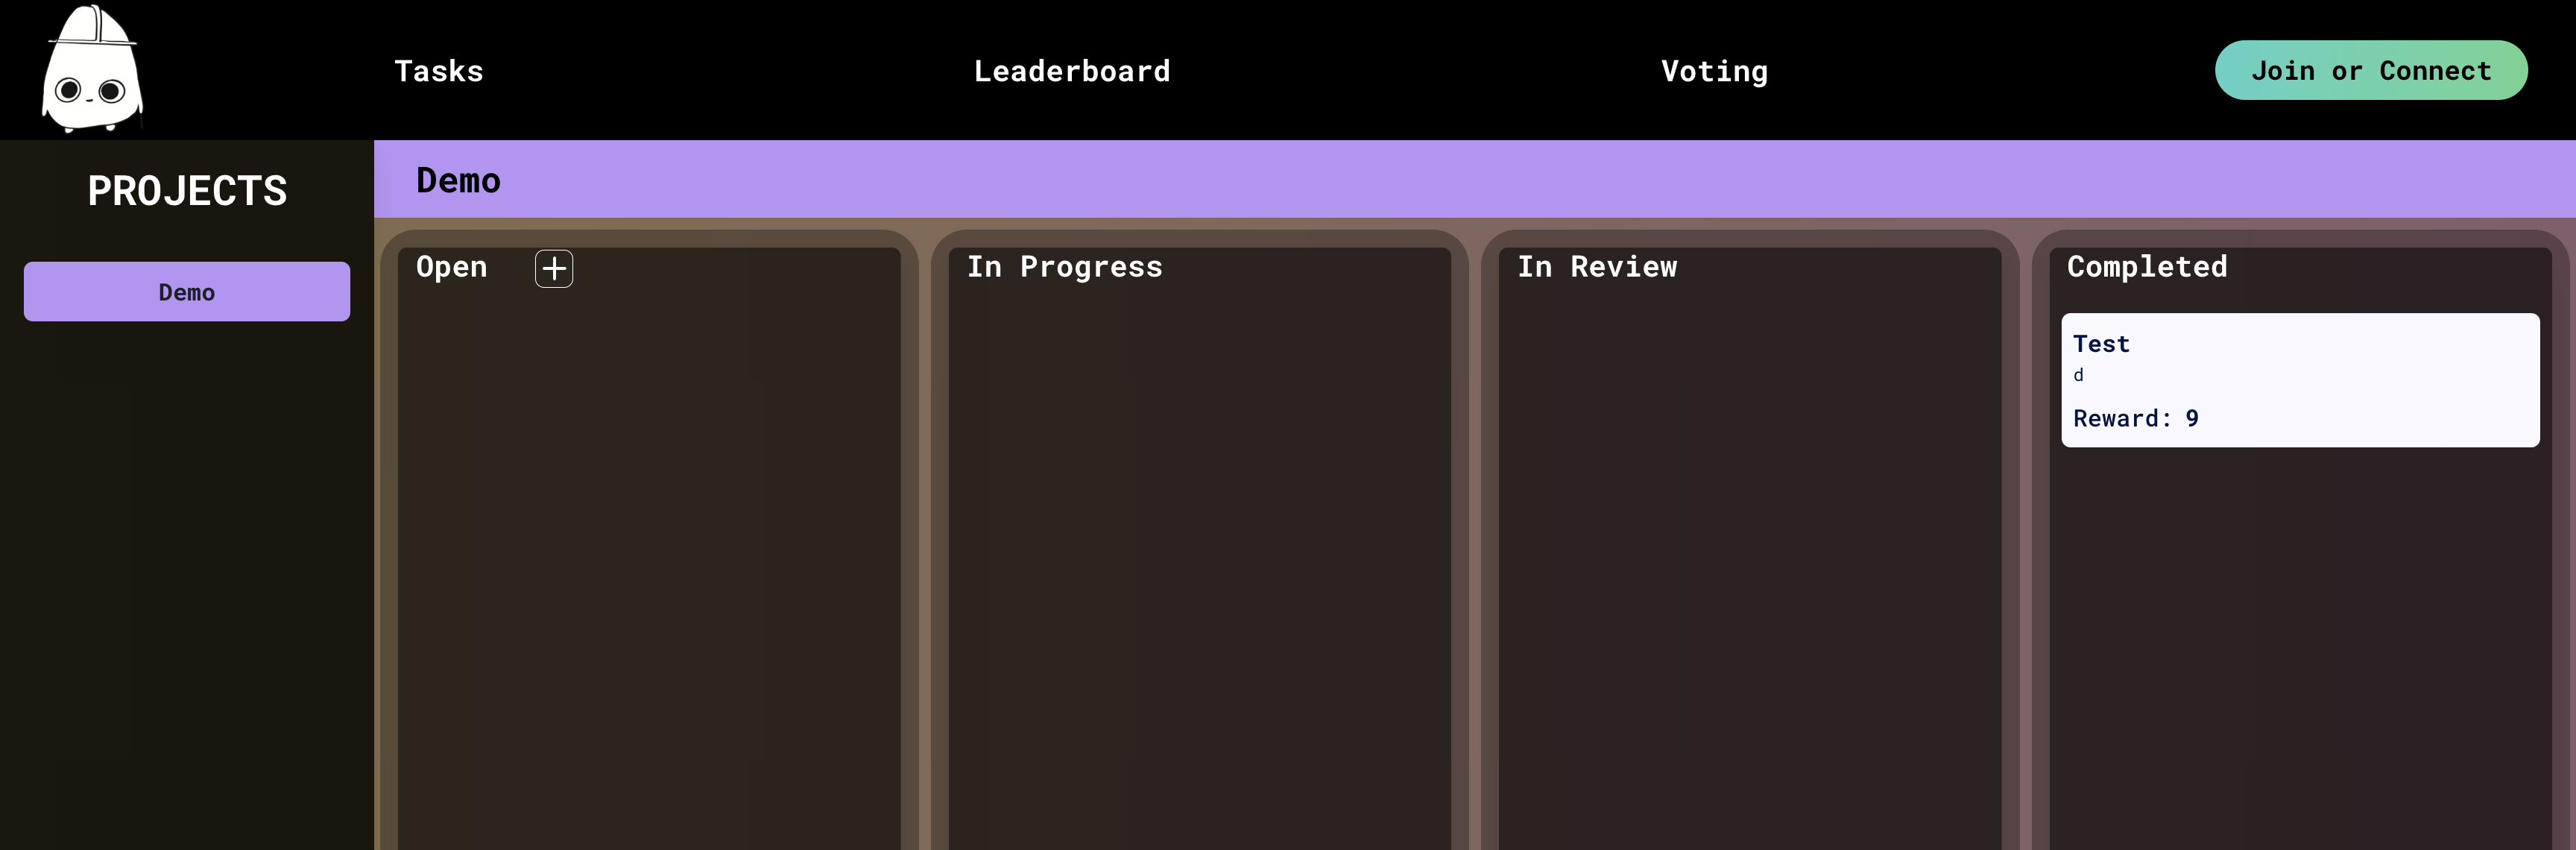 Tasks
Leaderboard
Voting
Join or Connect
PROJECTS
Demo
Demo
Open
In Progress
In Review
Completed
Test
d
Reward: 9